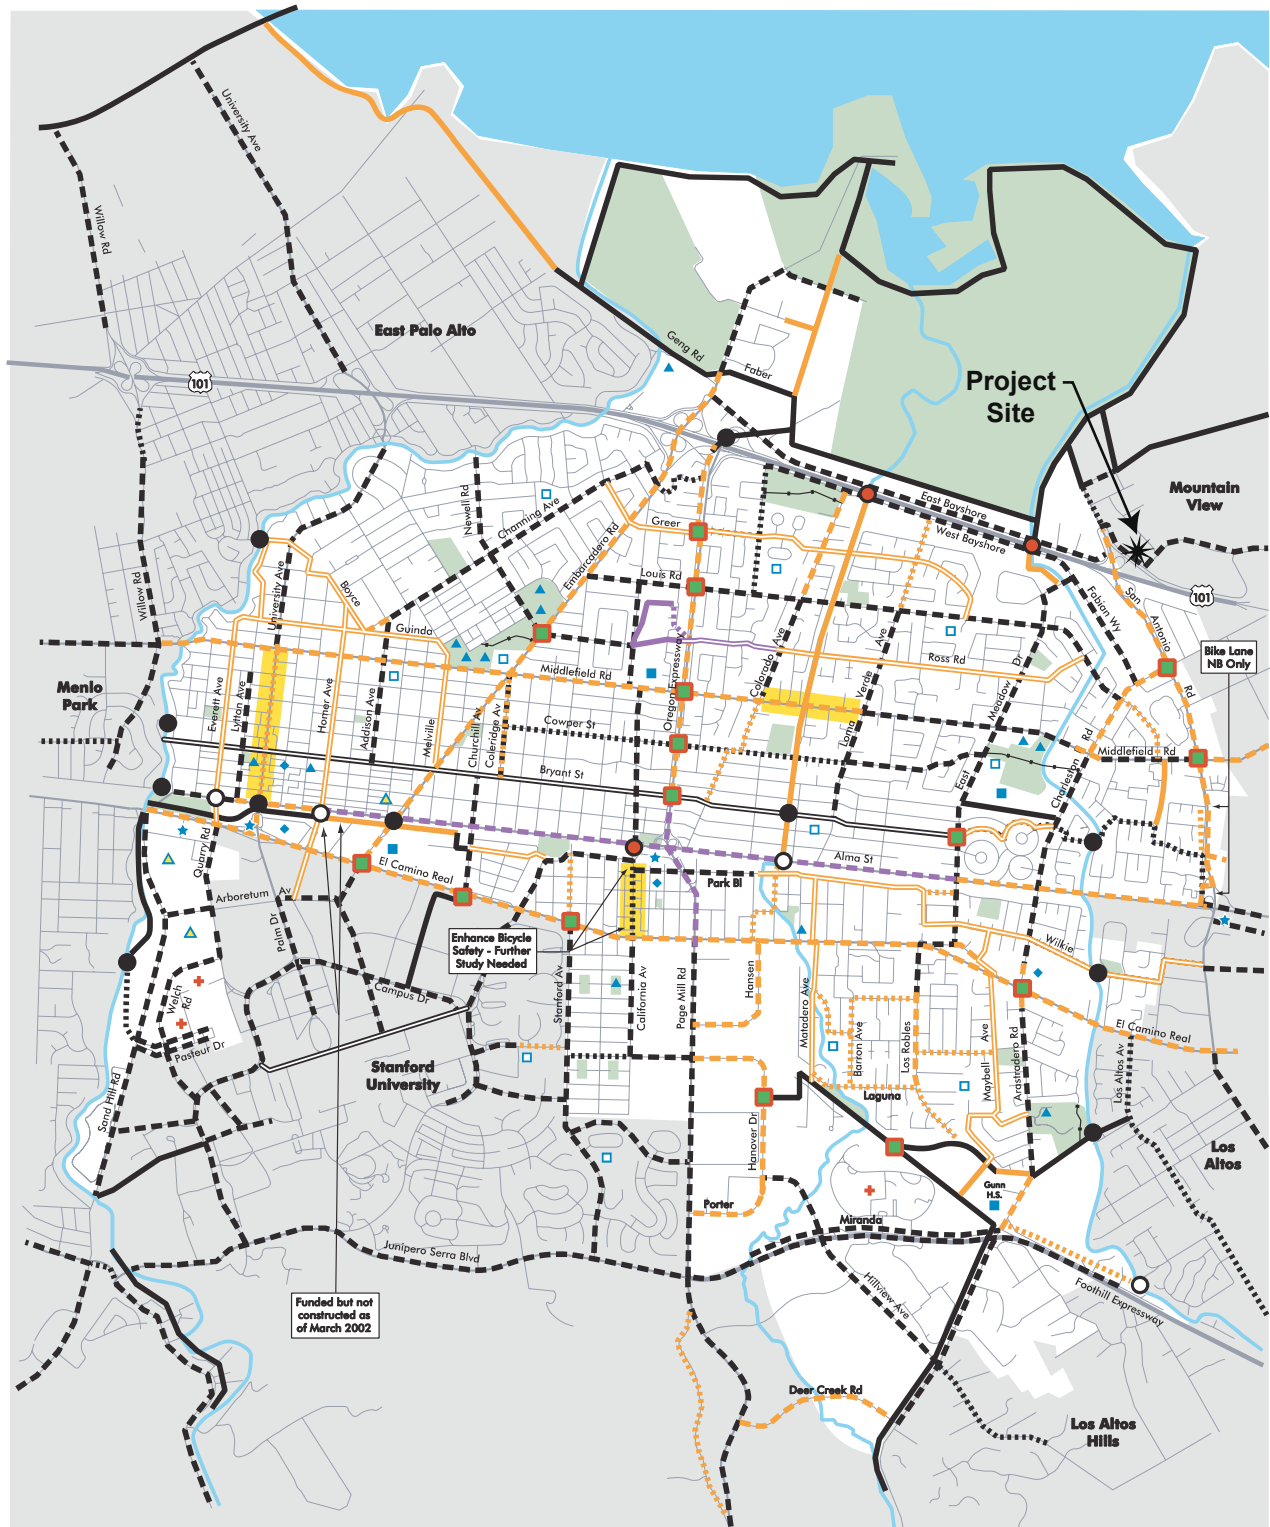 University Ave
Willow Rd
East Palo Alto
101
Geng Rd
Faber
Project
Site
Mountain
View
East Bayshore
West Bayshore
101
Newell Rd
Channing Ave
Embarcadero Rd
Greer
Louis Rd
Willow Rd
University Ave
Boyce
Guinda
Fabian Wy
San
Antonio
Rd
Bike Lane
NB Only
Menlo
Park
Everett Ave
Lytton Ave
Homer Ave
Addison Ave
Melville
Churchill Av
Coleridge Av
Middlefield Rd
Cowper St
Bryant St
Oregon Expressway
Colorado Ave
Loma
Verde Ave
Ross Rd
Meadow Dr
East
Charleston Rd
Middlefield Rd
Alma St
Park Bl
El Camino Real
Quarry Rd
Arboretum Av
Palm Dr
Enhance Bicycle
Safety - Further
Study Needed
Wilkie
Campus Dr
Welch
Rd
Pasteur Dr
Stanford Av
California Av
Page Mill Rd
Hansen
Matadero Ave
Barron Ave
Los Robles
Maybell Ave
Arastradero Rd
El Camino Real
Los Altos Av
Stanford
University
Sand Hill Rd
Laguna
Hanover Dr
Los
Altos
Gunn
H.S.
Porter
Miranda
Junipero Serra Blvd
Hillview Ave
Foothill Expressway
Funded but not
constructed as
of March 2002
Deer Creek Rd
Los Altos
Hills